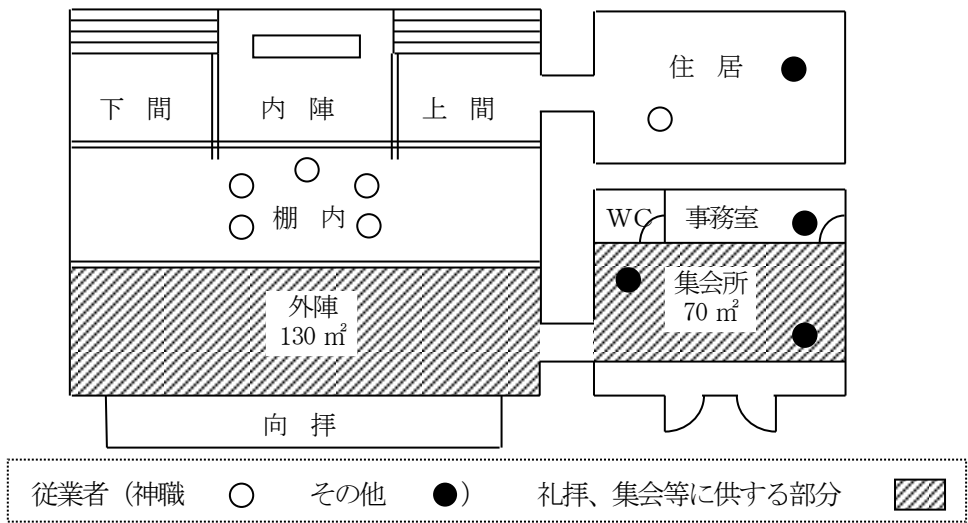 住 居
下 間
内 陣
上 間
棚 内
WC
事務室
集会所
70 ㎡
外陣
130 ㎡
向 拝
従業者（神職 ○ その他 ●） 礼拝、集会等に供する部分